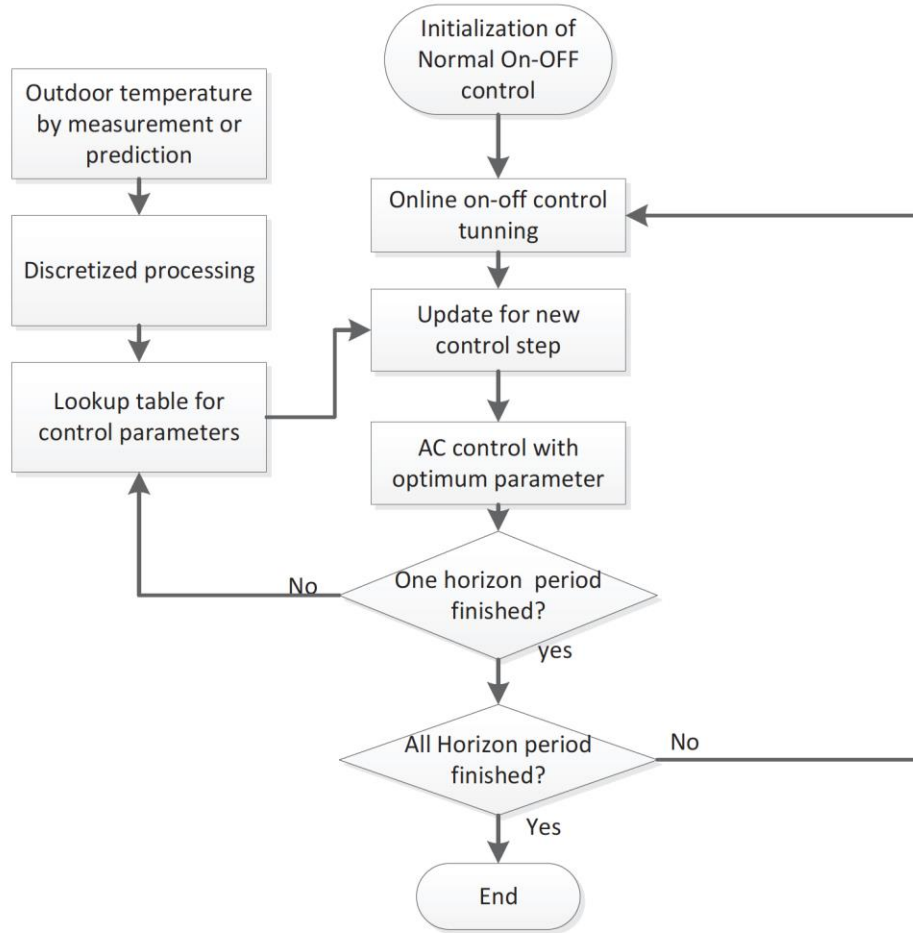 Initialization of
Normal On-OFF
control
Outdoor temperature
by measurement or
prediction
Online on-off control
tunning
Discretized processing
Update for new
control step
Lookup table for
control parameters
AC control with
optimum parameter
One horizon period
finished?
No
yes
All Horizon period
finished?
No
Yes
End